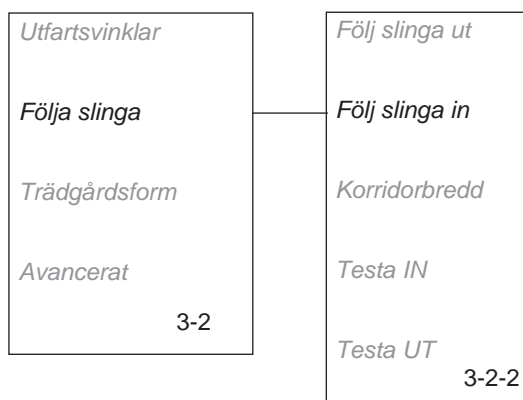 Utfartsvinklar
Följa slinga
Trädgårdsform
Avancerat
3-2
Följ slinga ut
Följ slinga in
Korridorbredd
Testa IN
Testa UT
3-2-2